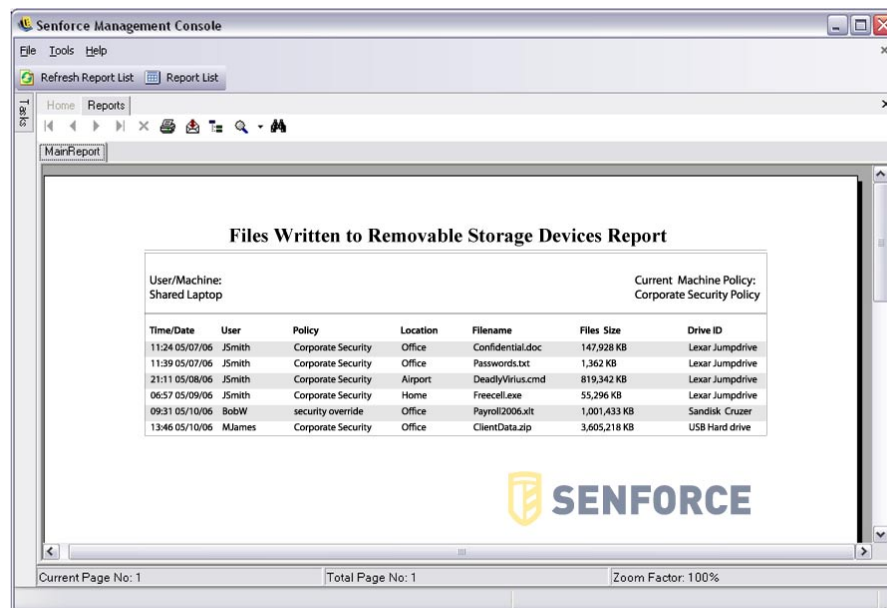 Senforce Management Console
File Tools Help
Refresh Report List Report List
Tasks
Home Reports
MainReport
Files Written to Removable Storage Devices Report
User/Machine: Current Machine Policy:
Shared Laptop Corporate Security Policy
Time/Date User Policy Location Filename Files Size Drive ID
11:24 05/07/06 JSmith Corporate Security Office Confidential.doc 147,928 KB Lexar Jumpdrive
11:39 05/07/06 JSmith Corporate Security Office Passwords.txt 1,362 KB Lexar Jumpdrive
21:11 05/08/06 JSmith Corporate Security Airport DeadlyVirius.cmd 819,342 KB Lexar Jumpdrive
06:57 05/09/06 JSmith Corporate Security Home Freecell.exe 55,296 KB Lexar Jumpdrive
09:31 05/10/06 BobW security override Office Payroll2006.xlt 1,001,433 KB Sandisk Cruzer
13:46 05/10/06 MJames Corporate Security Office ClientData.zip 3,605,218 KB USB Hard drive
SENFORCE
Current Page No: 1 Total Page No: 1 Zoom Factor: 100%